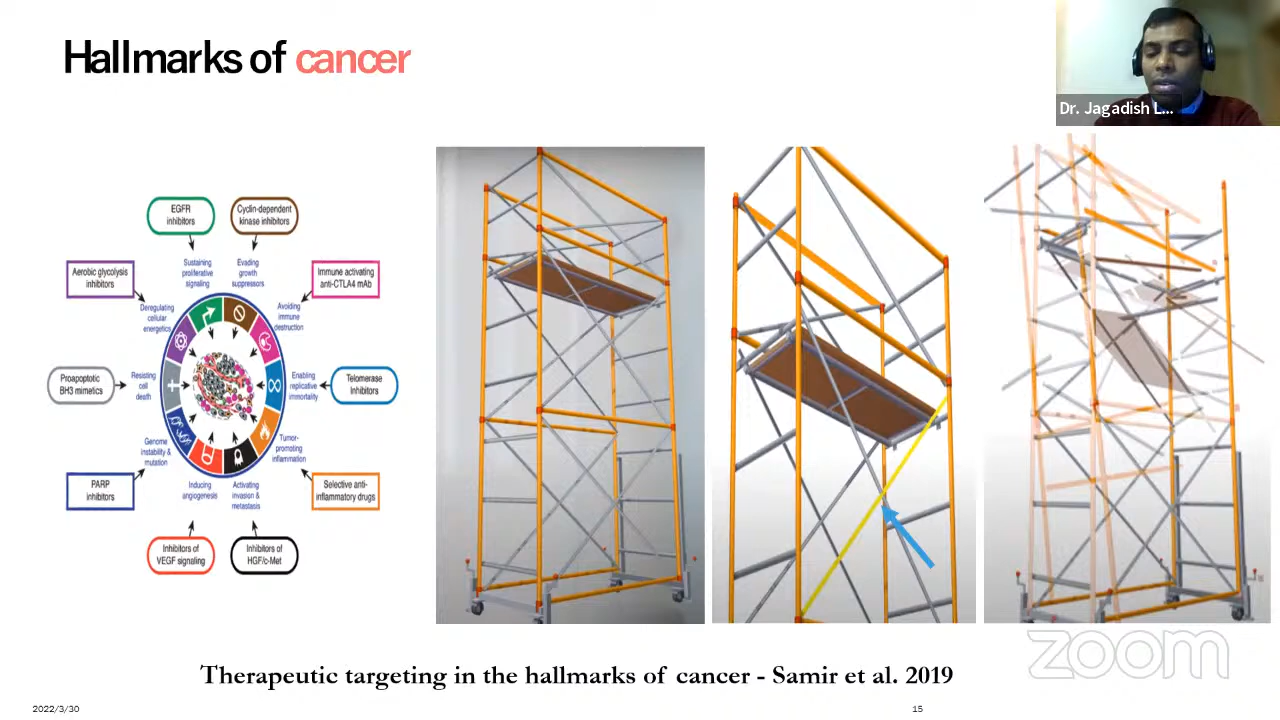 Hallmarks of cancer
Dr. Jagadish L...
EGFR
inhibitors
Cyclin-dependent
kinase inhibitors
Sustaining
proliferative
signaling
Evading
growth
suppressors
Aerobic glycolysis
inhibitors
Immune activating
anti-CTLA4 mAb
Deregulating
cellular
energetics
Avoiding
immune
destruction
Proapoptotic
BH3 mimetics
Resisting
cell
death
Enabling
replicative
immortality
Telomerase
Inhibitors
Genome
instability &
mutation
Tumor-
promoting
inflammation
PARP
inhibitors
Inducing
angiogenesis
Activating
invasion &
metastasis
Selective anti-
inflammatory drugs
Inhibitors of
VEGF signaling
Inhibitors of
HGF/c-Met
zoom
Therapeutic targeting in the hallmarks of cancer - Samir et al. 2019
2022/3/30
15